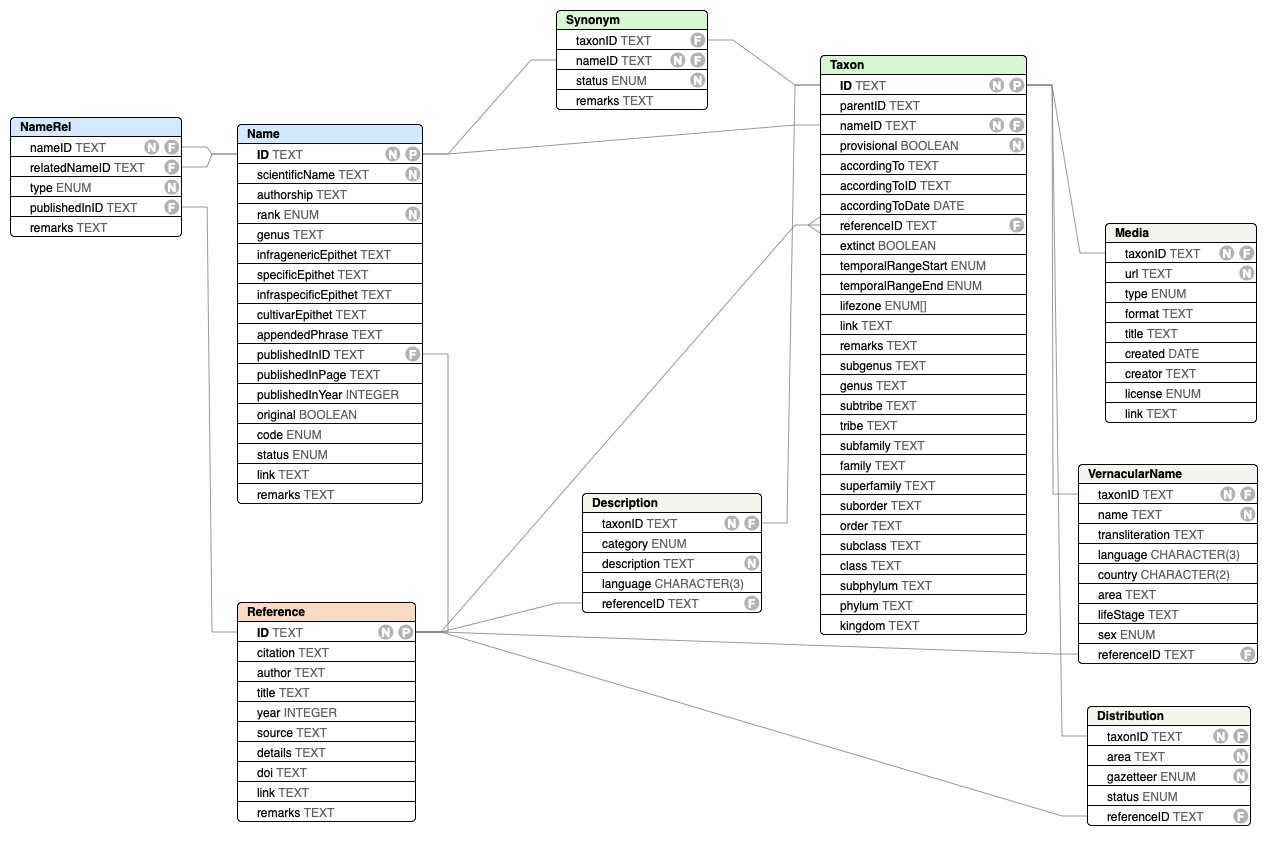 Synonym
taxonID TEXT F
nameID TEXT N F
status ENUM N
remarks TEXT
Taxon
ID TEXT N P
parentID TEXT
nameID TEXT N F
provisional BOOLEAN N
accordingTo TEXT
accordingToID TEXT
accordingToDate DATE
referenceID TEXT F
extinct BOOLEAN
temporalRangeStart ENUM
temporalRangeEnd ENUM
lifezone ENUM[]
link TEXT
remarks TEXT
subgenus TEXT
genus TEXT
subtribe TEXT
tribe TEXT
subfamily TEXT
family TEXT
superfamily TEXT
suborder TEXT
order TEXT
subclass TEXT
class TEXT
subphylum TEXT
phylum TEXT
kingdom TEXT
NameRel
nameID TEXT N F
relatedNameID TEXT F
type ENUM N
publishedInID TEXT F
remarks TEXT
Name
ID TEXT N P
scientificName TEXT N
authorship TEXT
rank ENUM N
genus TEXT
infragenericEpithet TEXT
specificEpithet TEXT
infraspecificEpithet TEXT
cultivarEpithet TEXT
appendedPhrase TEXT
publishedInID TEXT F
publishedInPage TEXT
publishedInYear INTEGER
original BOOLEAN
code ENUM
status ENUM
link TEXT
remarks TEXT
Media
taxonID TEXT N F
url TEXT N
type ENUM
format TEXT
title TEXT
created DATE
creator TEXT
license ENUM
link TEXT
VernacularName
taxonID TEXT N F
name TEXT N
transliteration TEXT
language CHARACTER(3)
country CHARACTER(2)
area TEXT
lifeStage TEXT
sex ENUM
referenceID TEXT F
Description
taxonID TEXT N F
category ENUM
description TEXT N
language CHARACTER(3)
referenceID TEXT F
Reference
ID TEXT N P
citation TEXT
author TEXT
title TEXT
year INTEGER
source TEXT
details TEXT
doi TEXT
link TEXT
remarks TEXT
Distribution
taxonID TEXT N F
area TEXT N
gazetteer ENUM N
status ENUM
referenceID TEXT F